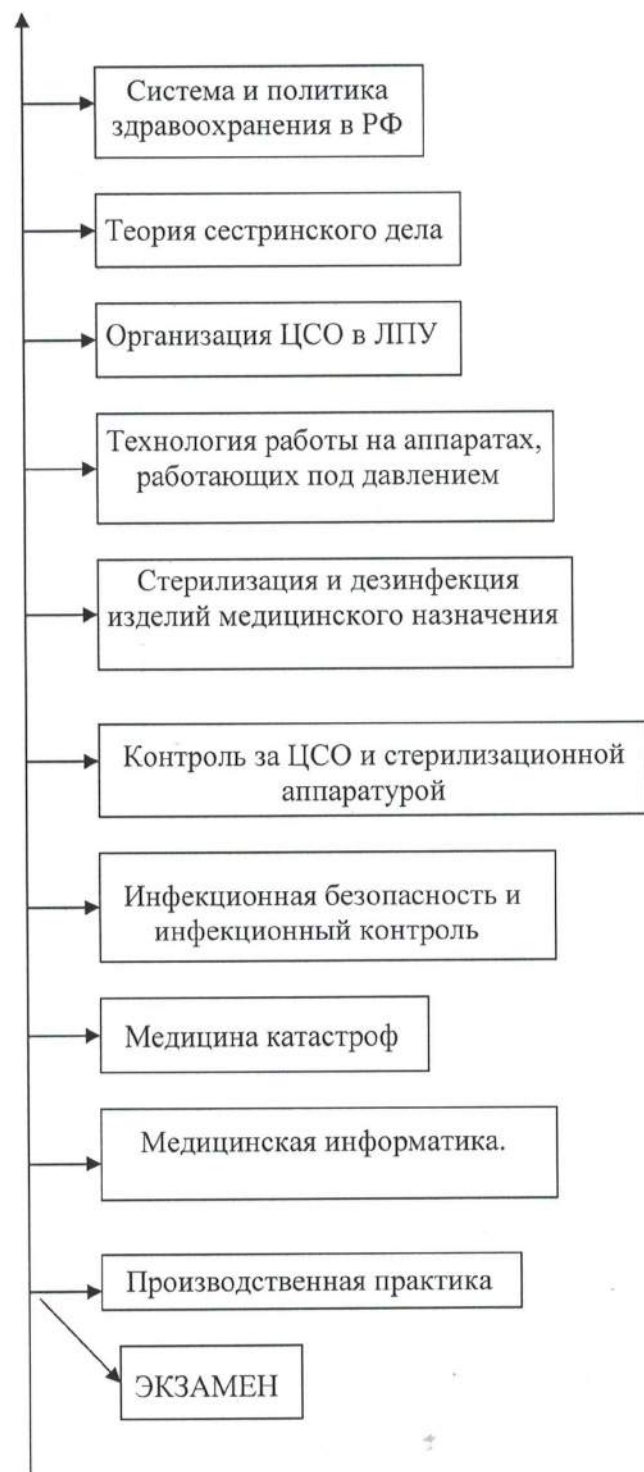 Система и политика
здравоохранения в РФ
Теория сестринского дела
Организация ЦСО в ЛПУ
Технология работы на аппаратах,
работающих под давлением
Стерилизация и дезинфекция
изделий медицинского назначения
Контроль за ЦСО и стерилизационной
аппаратурой
Инфекционная безопасность и
инфекционный контроль
Медицина катастроф
Медицинская информатика.
Производственная практика
ЭКЗАМЕН